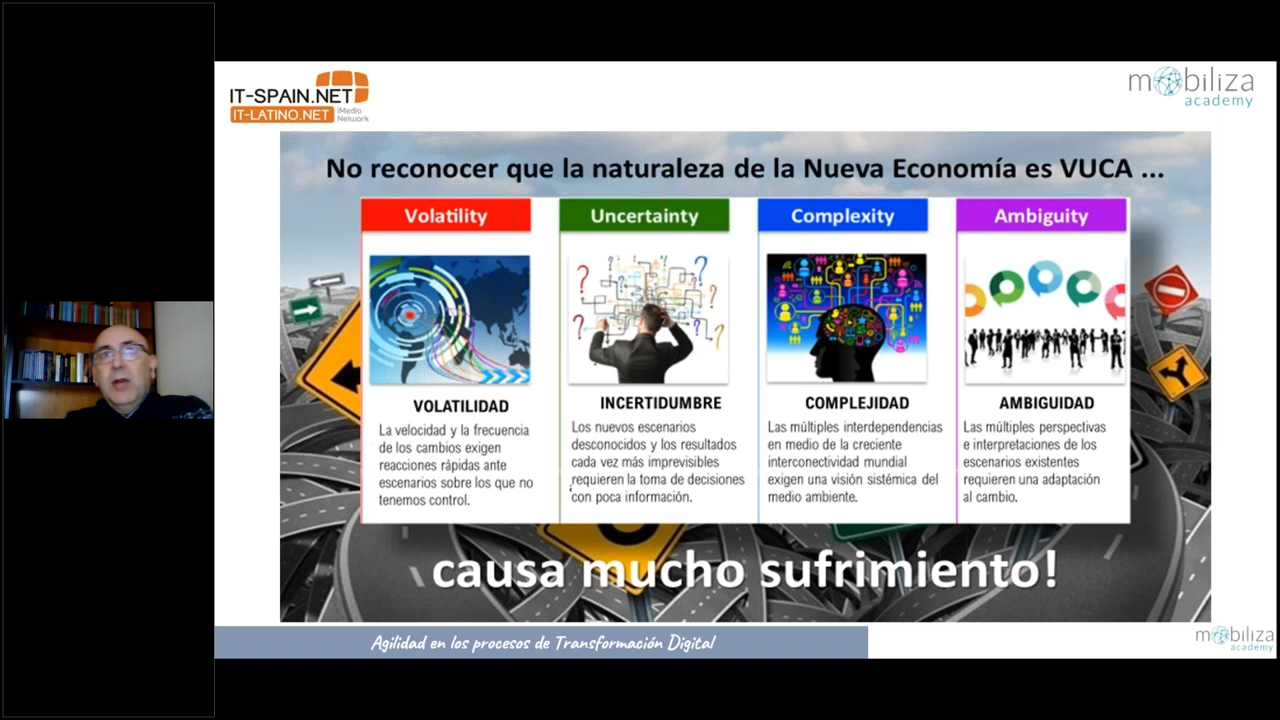 IT-SPAIN.NET
IT-LATINO.NET
iMedia
Network
mobiliza
academy
No reconocer que la naturaleza de la Nueva Economía es VUCA ...
Volatility
Uncertainty
Complexity
Ambiguity
VOLATILIDAD
La velocidad y la frecuencia
de los cambios exigen
reacciones rápidas ante
escenarios sobre los que no
tenemos control.
INCERTIDUMBRE
Los nuevos escenarios
desconocidos y los resultados
cada vez más imprevisibles
requieren la toma de decisiones
con poca información.
COMPLEJIDAD
Las múltiples interdependencias
en medio de la creciente
interconectividad mundial
exigen una visión sistémica del
medio ambiente.
AMBIGUIDAD
Las múltiples perspectivas
e interpretaciones de los
escenarios existentes
requieren una adaptación
al cambio.
causa mucho sufrimiento!
Agilidad en los procesos de Transformación Digital
mobiliza
academy